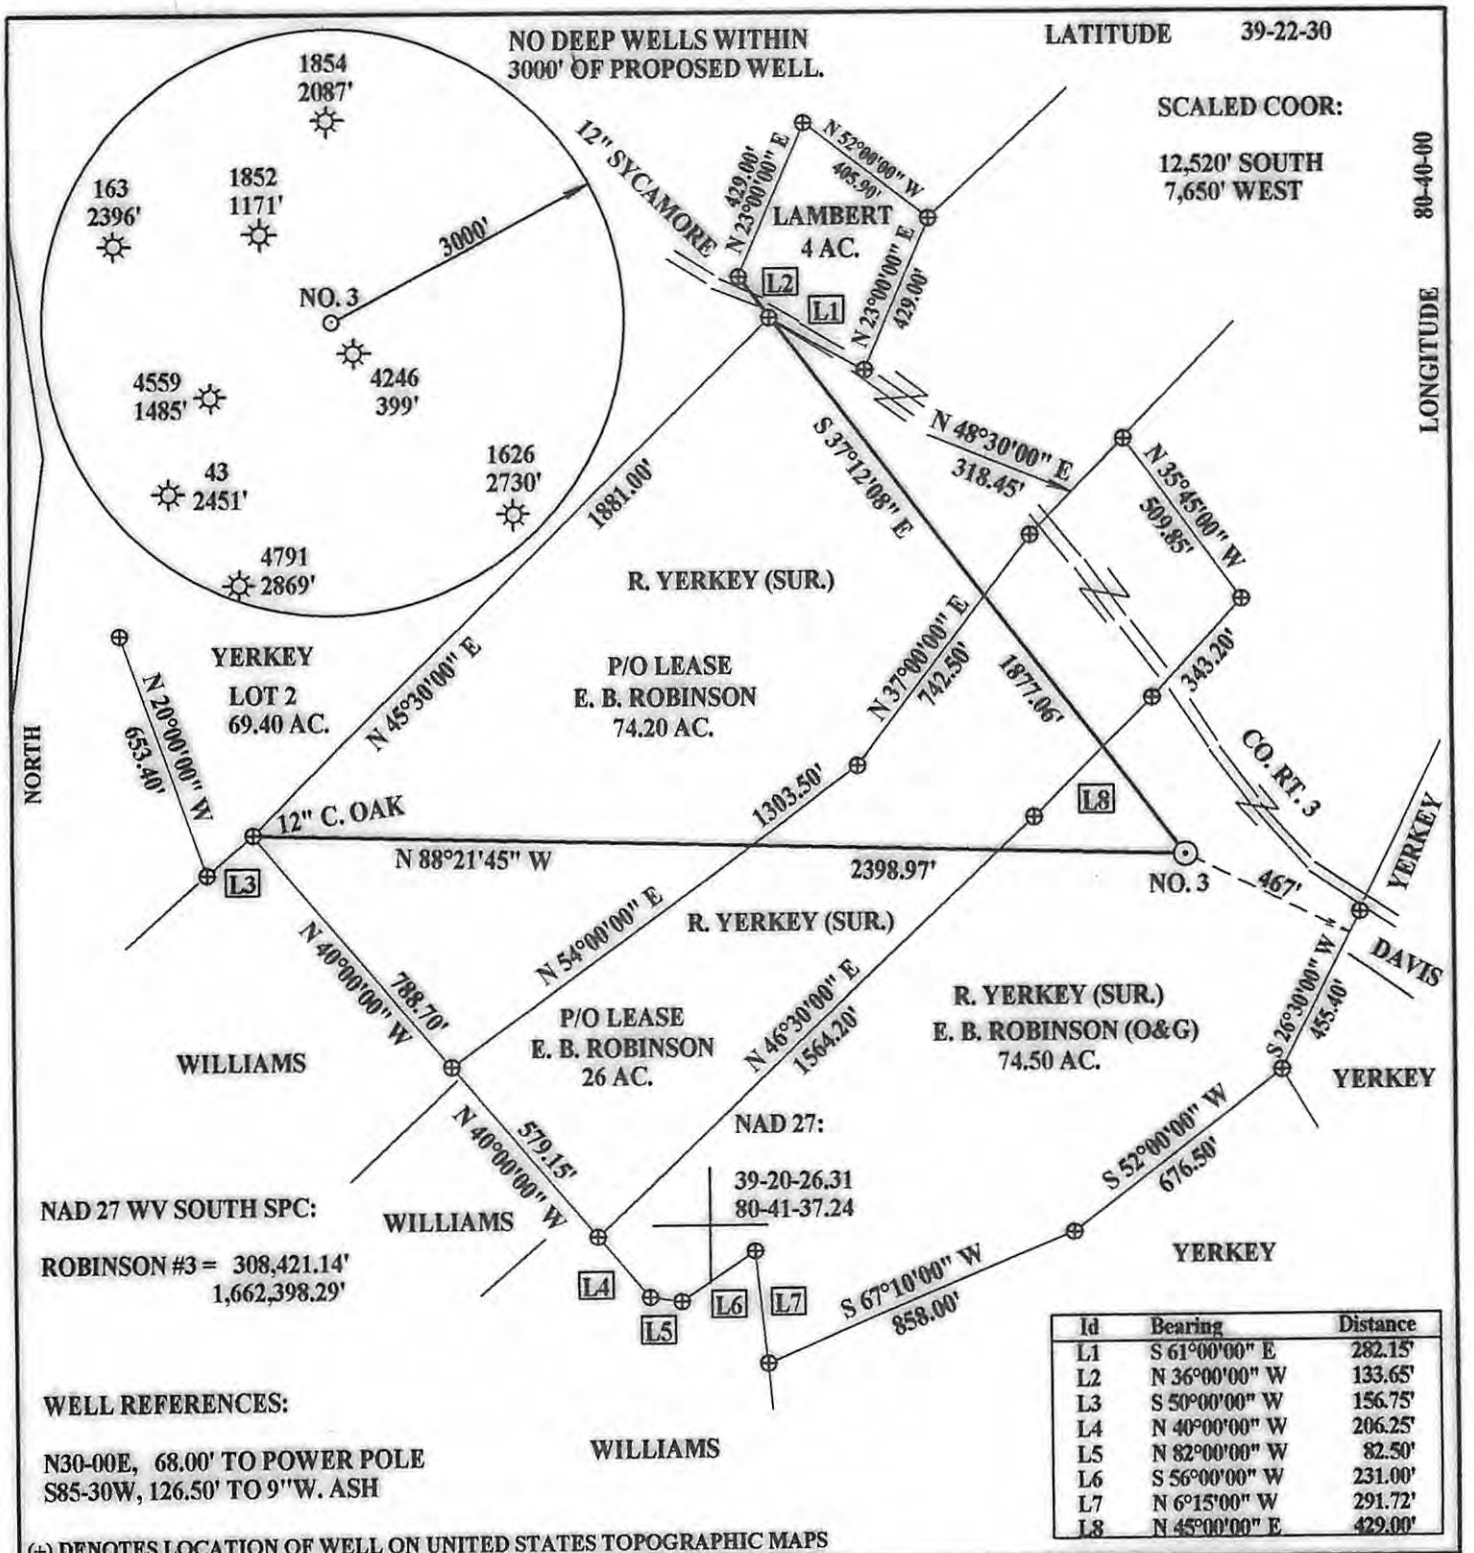 NO DEEP WELLS WITHIN
3000' OF PROPOSED WELL.
LATITUDE 39-22-30
SCALED COOR:
12,520' SOUTH
7,650' WEST
80-40-00
LONGITUDE
1854
2087'
163
2396'
1852
1171'
3000'
NO. 3
4559
1485'
4246
399'
43
2451'
1626
2730'
4791
2869'
12" SYCAMORE
429.00'
N 23°00'00" E
N 52°00'00" W
405.90'
LAMBERT
4 AC.
N 23°00'00" E
429.00'
L2
L1
N 48°30'00" E
318.45'
S 37°12'08" E
1877.06'
N 35°45'00" W
509.85'
343.20'
1881.00'
N 45°30'00" E
R. YERKEY (SUR.)
P/O LEASE
E. B. ROBINSON
74.20 AC.
N 37°00'00" E
742.50'
YERKEY
LOT 2
69.40 AC.
N 20°00'00" W
653.40'
NORTH
CO. RT. 3
L8
12" C. OAK
1303.50'
N 88°21'45" W
2398.97'
NO. 3
467'
YERKEY
L3
N 54°00'00" E
R. YERKEY (SUR.)
DAVIS
788.70'
N 40°00'00" W
S 26°30'00" W
455.40'
P/O LEASE
E. B. ROBINSON
26 AC.
N 46°30'00" E
1564.20'
R. YERKEY (SUR.)
E. B. ROBINSON (O&G)
74.50 AC.
WILLIAMS
YERKEY
579.15'
N 40°00'00" W
NAD 27:
39-20-26.31
80-41-37.24
S 52°00'00" W
676.50'
NAD 27 WV SOUTH SPC:
ROBINSON #3 = 308,421.14'
1,662,398.29'
WILLIAMS
YERKEY
L4
L5
L6
L7
S 67°10'00" W
858.00'
Id Bearing Distance
L1 S 61°00'00" E 282.15'
L2 N 36°00'00" W 133.65'
L3 S 50°00'00" W 156.75'
L4 N 40°00'00" W 206.25'
L5 N 82°00'00" W 82.50'
L6 S 56°00'00" W 231.00'
L7 N 6°15'00" W 291.72'
L8 N 45°00'00" E 429.00'
WELL REFERENCES:
N30-00E, 68.00' TO POWER POLE
S85-30W, 126.50' TO 9"W. ASH
WILLIAMS
(+) DENOTES LOCATION OF WELL ON UNITED STATES TOPOGRAPHIC MAPS